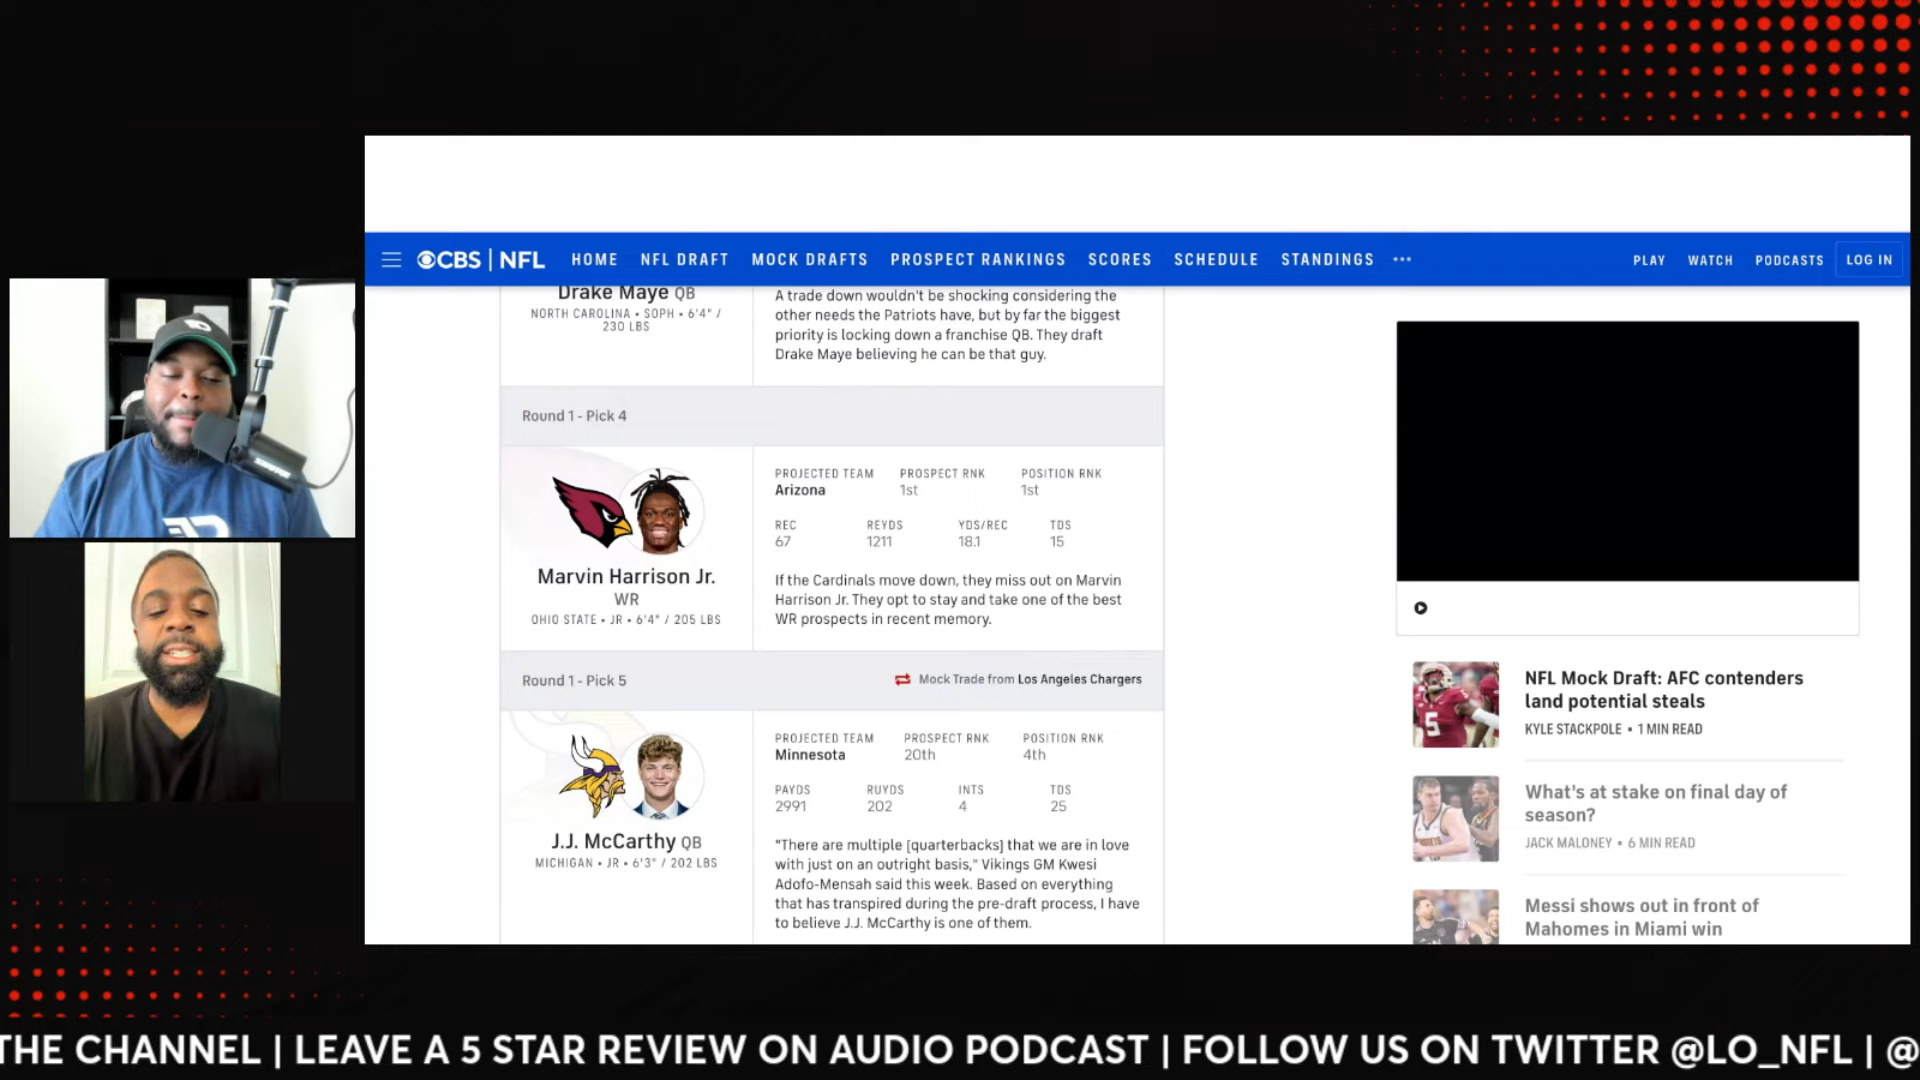 CBS | NFL HOME NFL DRAFT MOCK DRAFTS PROSPECT RANKINGS SCORES SCHEDULE STANDINGS ••• PLAY WATCH PODCASTS LOG IN
Drake Maye QB
NORTH CAROLINA • SOPH • 6'4" /
230 LBS
A trade down wouldn't be shocking considering the
other needs the Patriots have, but by far the biggest
priority is locking down a franchise QB. They draft
Drake Maye believing he can be that guy.
Round 1 - Pick 4
Marvin Harrison Jr.
WR
OHIO STATE • JR • 6'4" / 205 LBS
PROJECTED TEAM PROSPECT RNK POSITION RNK
Arizona 1st 1st
REC REYDS YDS/REC TDS
67 1211 18.1 15
If the Cardinals move down, they miss out on Marvin
Harrison Jr. They opt to stay and take one of the best
WR prospects in recent memory.
Round 1 - Pick 5 Mock Trade from Los Angeles Chargers
J.J. McCarthy QB
MICHIGAN • JR • 6'3" / 202 LBS
PROJECTED TEAM PROSPECT RNK POSITION RNK
Minnesota 20th 4th
PAYDS RUYDS INTS TDS
2991 202 4 25
"There are multiple [quarterbacks] that we are in love
with just on an outright basis," Vikings GM Kwesi
Adofo-Mensah said this week. Based on everything
that has transpired during the pre-draft process, I have
to believe J.J. McCarthy is one of them.
NFL Mock Draft: AFC contenders
land potential steals
KYLE STACKPOLE • 1 MIN READ
What's at stake on final day of
season?
JACK MALONEY • 6 MIN READ
Messi shows out in front of
Mahomes in Miami win
SHURE
5
THE CHANNEL | LEAVE A 5 STAR REVIEW ON AUDIO PODCAST | FOLLOW US ON TWITTER @LO_NFL | @